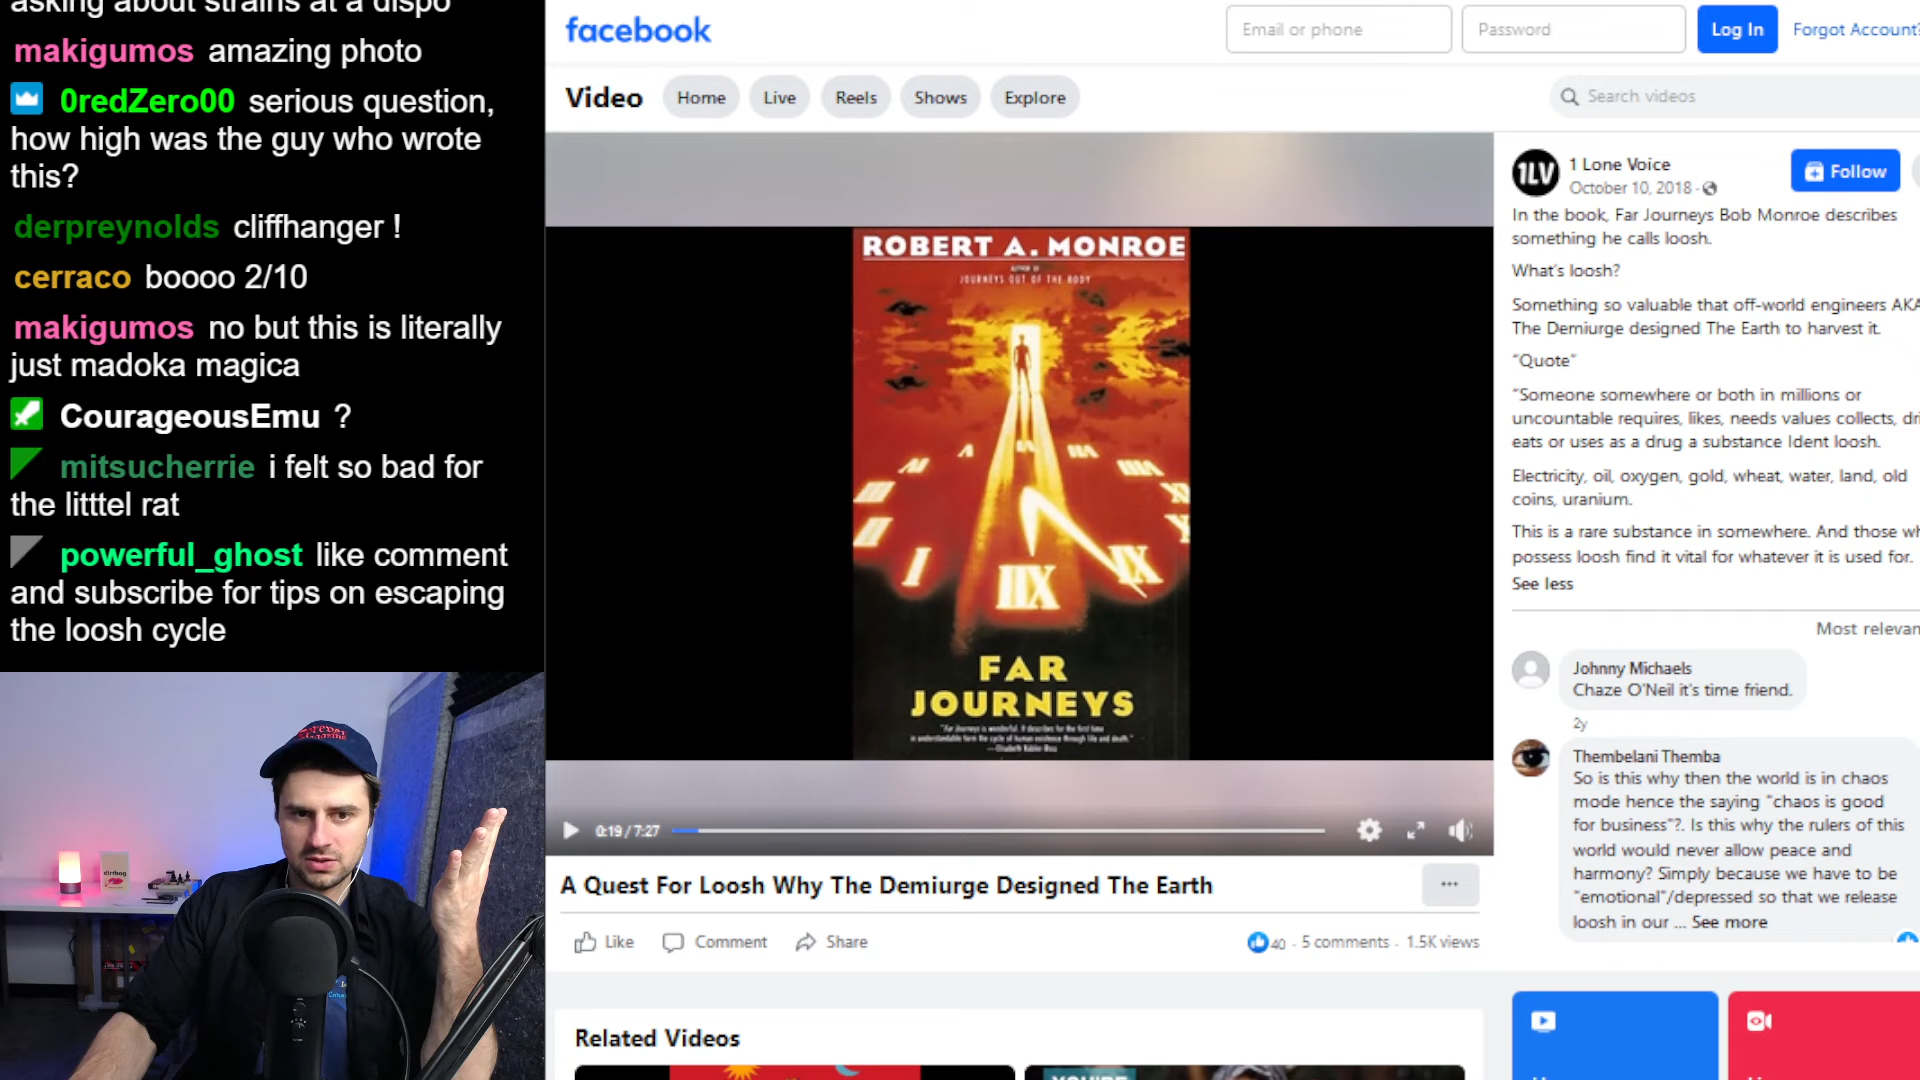 asking about strains at a dispo
makigumos amazing photo
0redZero00 serious question,
how high was the guy who wrote
this?
derpreynolds cliffhanger !
cerraco boooo 2/10
makigumos no but this is literally
just madoka magica
CourageousEmu ?
mitsucherrie i felt so bad for
the litttel rat
powerful_ghost like comment
and subscribe for tips on escaping
the loosh cycle
facebook
Email or phone
Password
Log In
Forgot Account?
Video
Home
Live
Reels
Shows
Explore
Search videos
ROBERT A. MONROE
AUTHOR OF
JOURNEYS OUT OF THE BODY
I
IIX
IX
FAR
JOURNEYS
"Far Journeys is wonderful. It describes for the first time
in understandable form the cycle of human existence through life and death."
—Elisabeth Kübler Ross
0:19 / 7:27
A Quest For Loosh Why The Demiurge Designed The Earth
Like
Comment
Share
40 · 5 comments · 1.5K views
Related Videos
1LV
1 Lone Voice
October 10, 2018 ·
Follow
In the book, Far Journeys Bob Monroe describes
something he calls loosh.
What's loosh?
Something so valuable that off-world engineers AKA
The Demiurge designed The Earth to harvest it.
"Quote"
"Someone somewhere or both in millions or
uncountable requires, likes, needs values collects, dri
eats or uses as a drug a substance Ident loosh.
Electricity, oil, oxygen, gold, wheat, water, land, old
coins, uranium.
This is a rare substance in somewhere. And those wh
possess loosh find it vital for whatever it is used for.
See less
Most relevan
Johnny Michaels
Chaze O'Neil it's time friend.
2y
Thembelani Themba
So is this why then the world is in chaos
mode hence the saying "chaos is good
for business"?. Is this why the rulers of this
world would never allow peace and
harmony? Simply because we have to be
"emotional"/depressed so that we release
loosh in our ... See more
YOU'RE
dirtbag